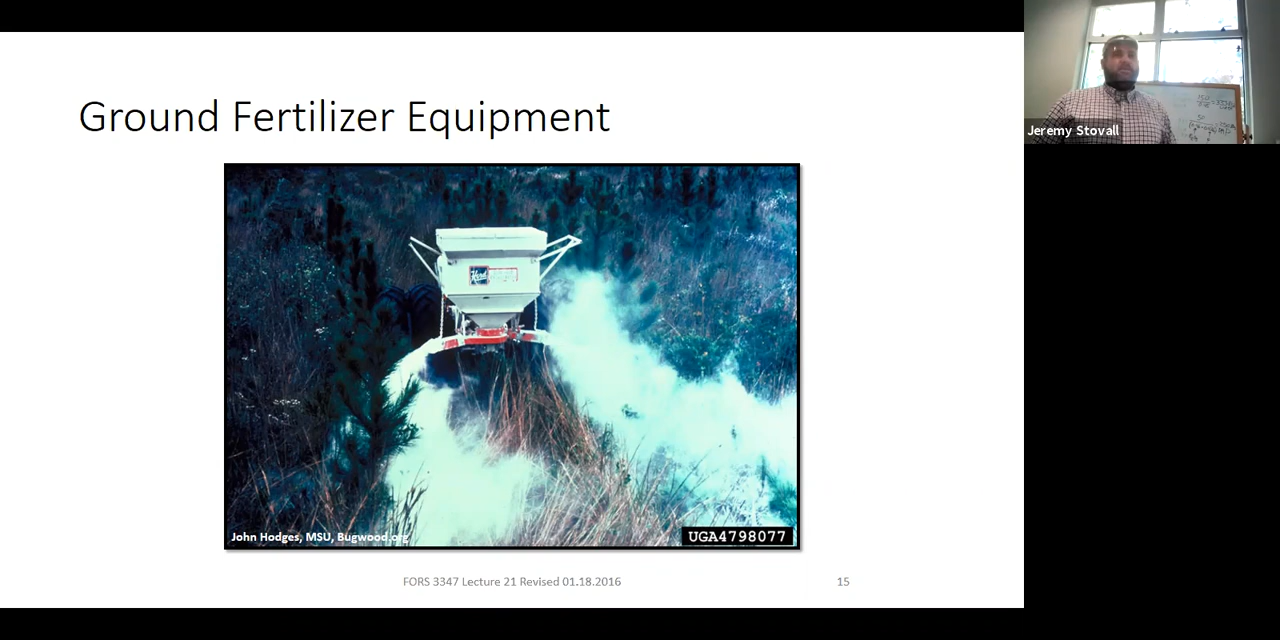 Ground Fertilizer Equipment
John Hodges, MSU, Bugwood.org
UGA4798077
FORS 3347 Lecture 21 Revised 01.18.2016
15
Jeremy Stovall